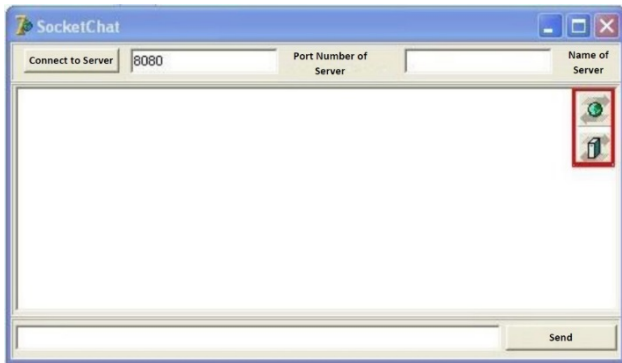 SocketChat
Connect to Server
8080
Port Number of
Server
Name of
Server
Send